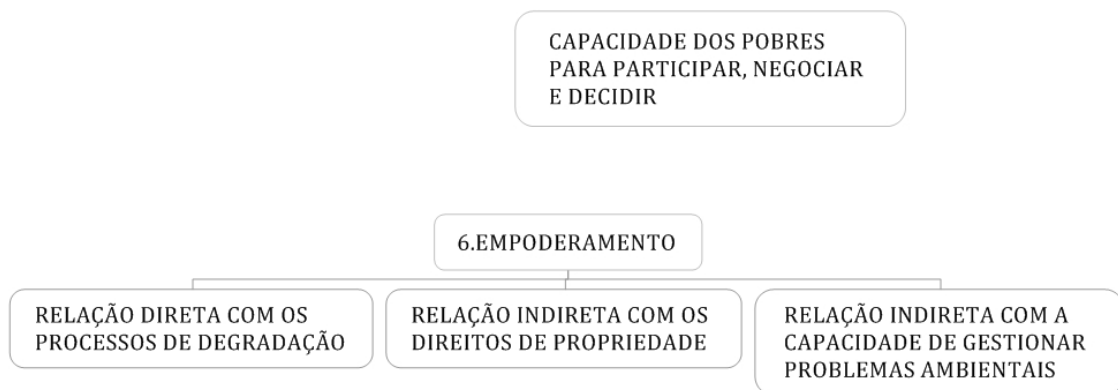 CAPACIDADE DOS POBRES
PARA PARTICIPAR, NEGOCIAR
E DECIDIR
6.EMPODERAMENTO
RELAÇÃO DIRETA COM OS
PROCESSOS DE DEGRADAÇÃO
RELAÇÃO INDIRETA COM OS
DIREITOS DE PROPRIEDADE
RELAÇÃO INDIRETA COM A
CAPACIDADE DE GESTIONAR
PROBLEMAS AMBIENTAIS